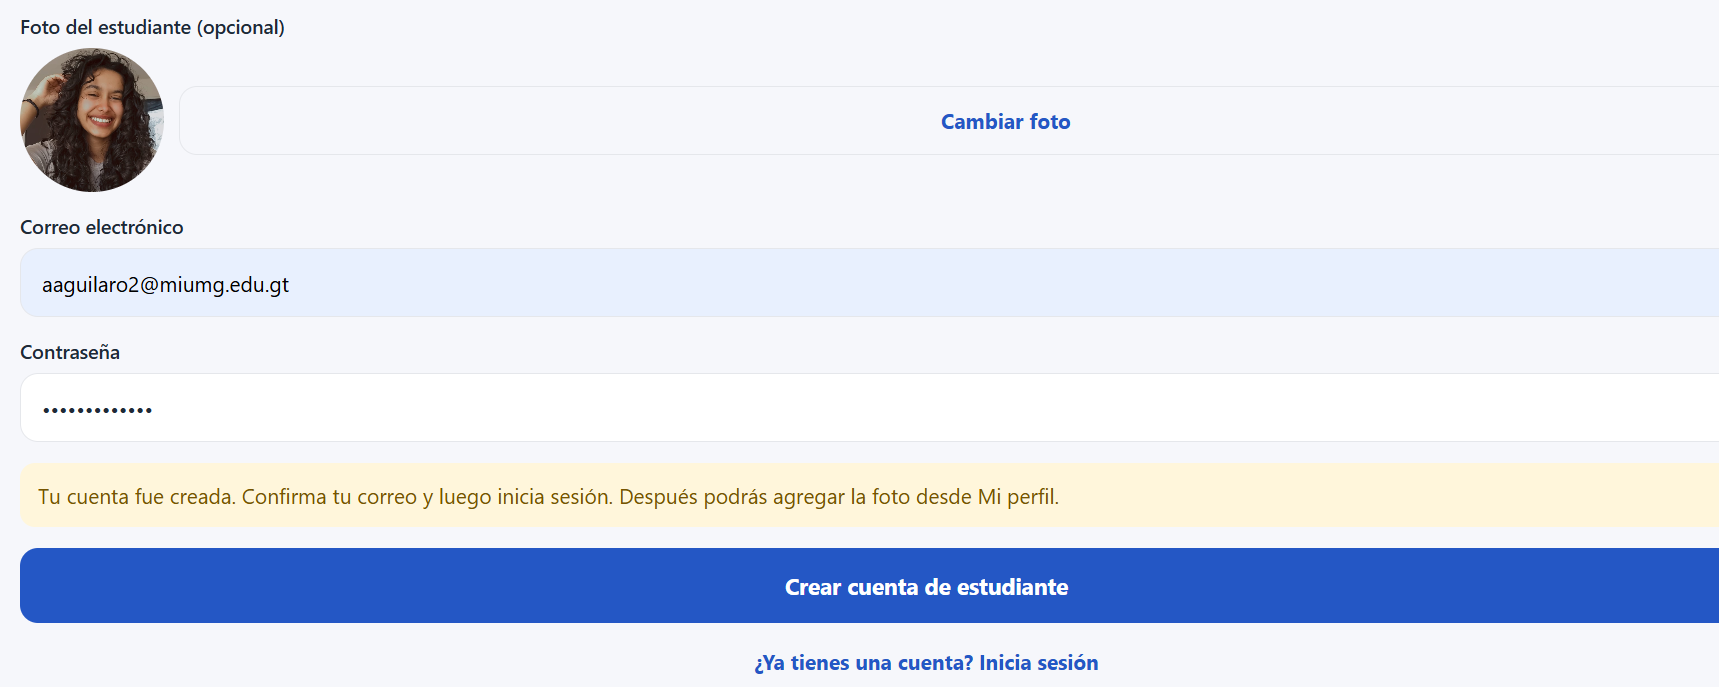 Foto del estudiante (opcional)
Cambiar foto
Correo electrónico
aaguilaro2@miumg.edu.gt
Contraseña
•••••••••••••
Tu cuenta fue creada. Confirma tu correo y luego inicia sesión. Después podrás agregar la foto desde Mi perfil.
Crear cuenta de estudiante
¿Ya tienes una cuenta? Inicia sesión